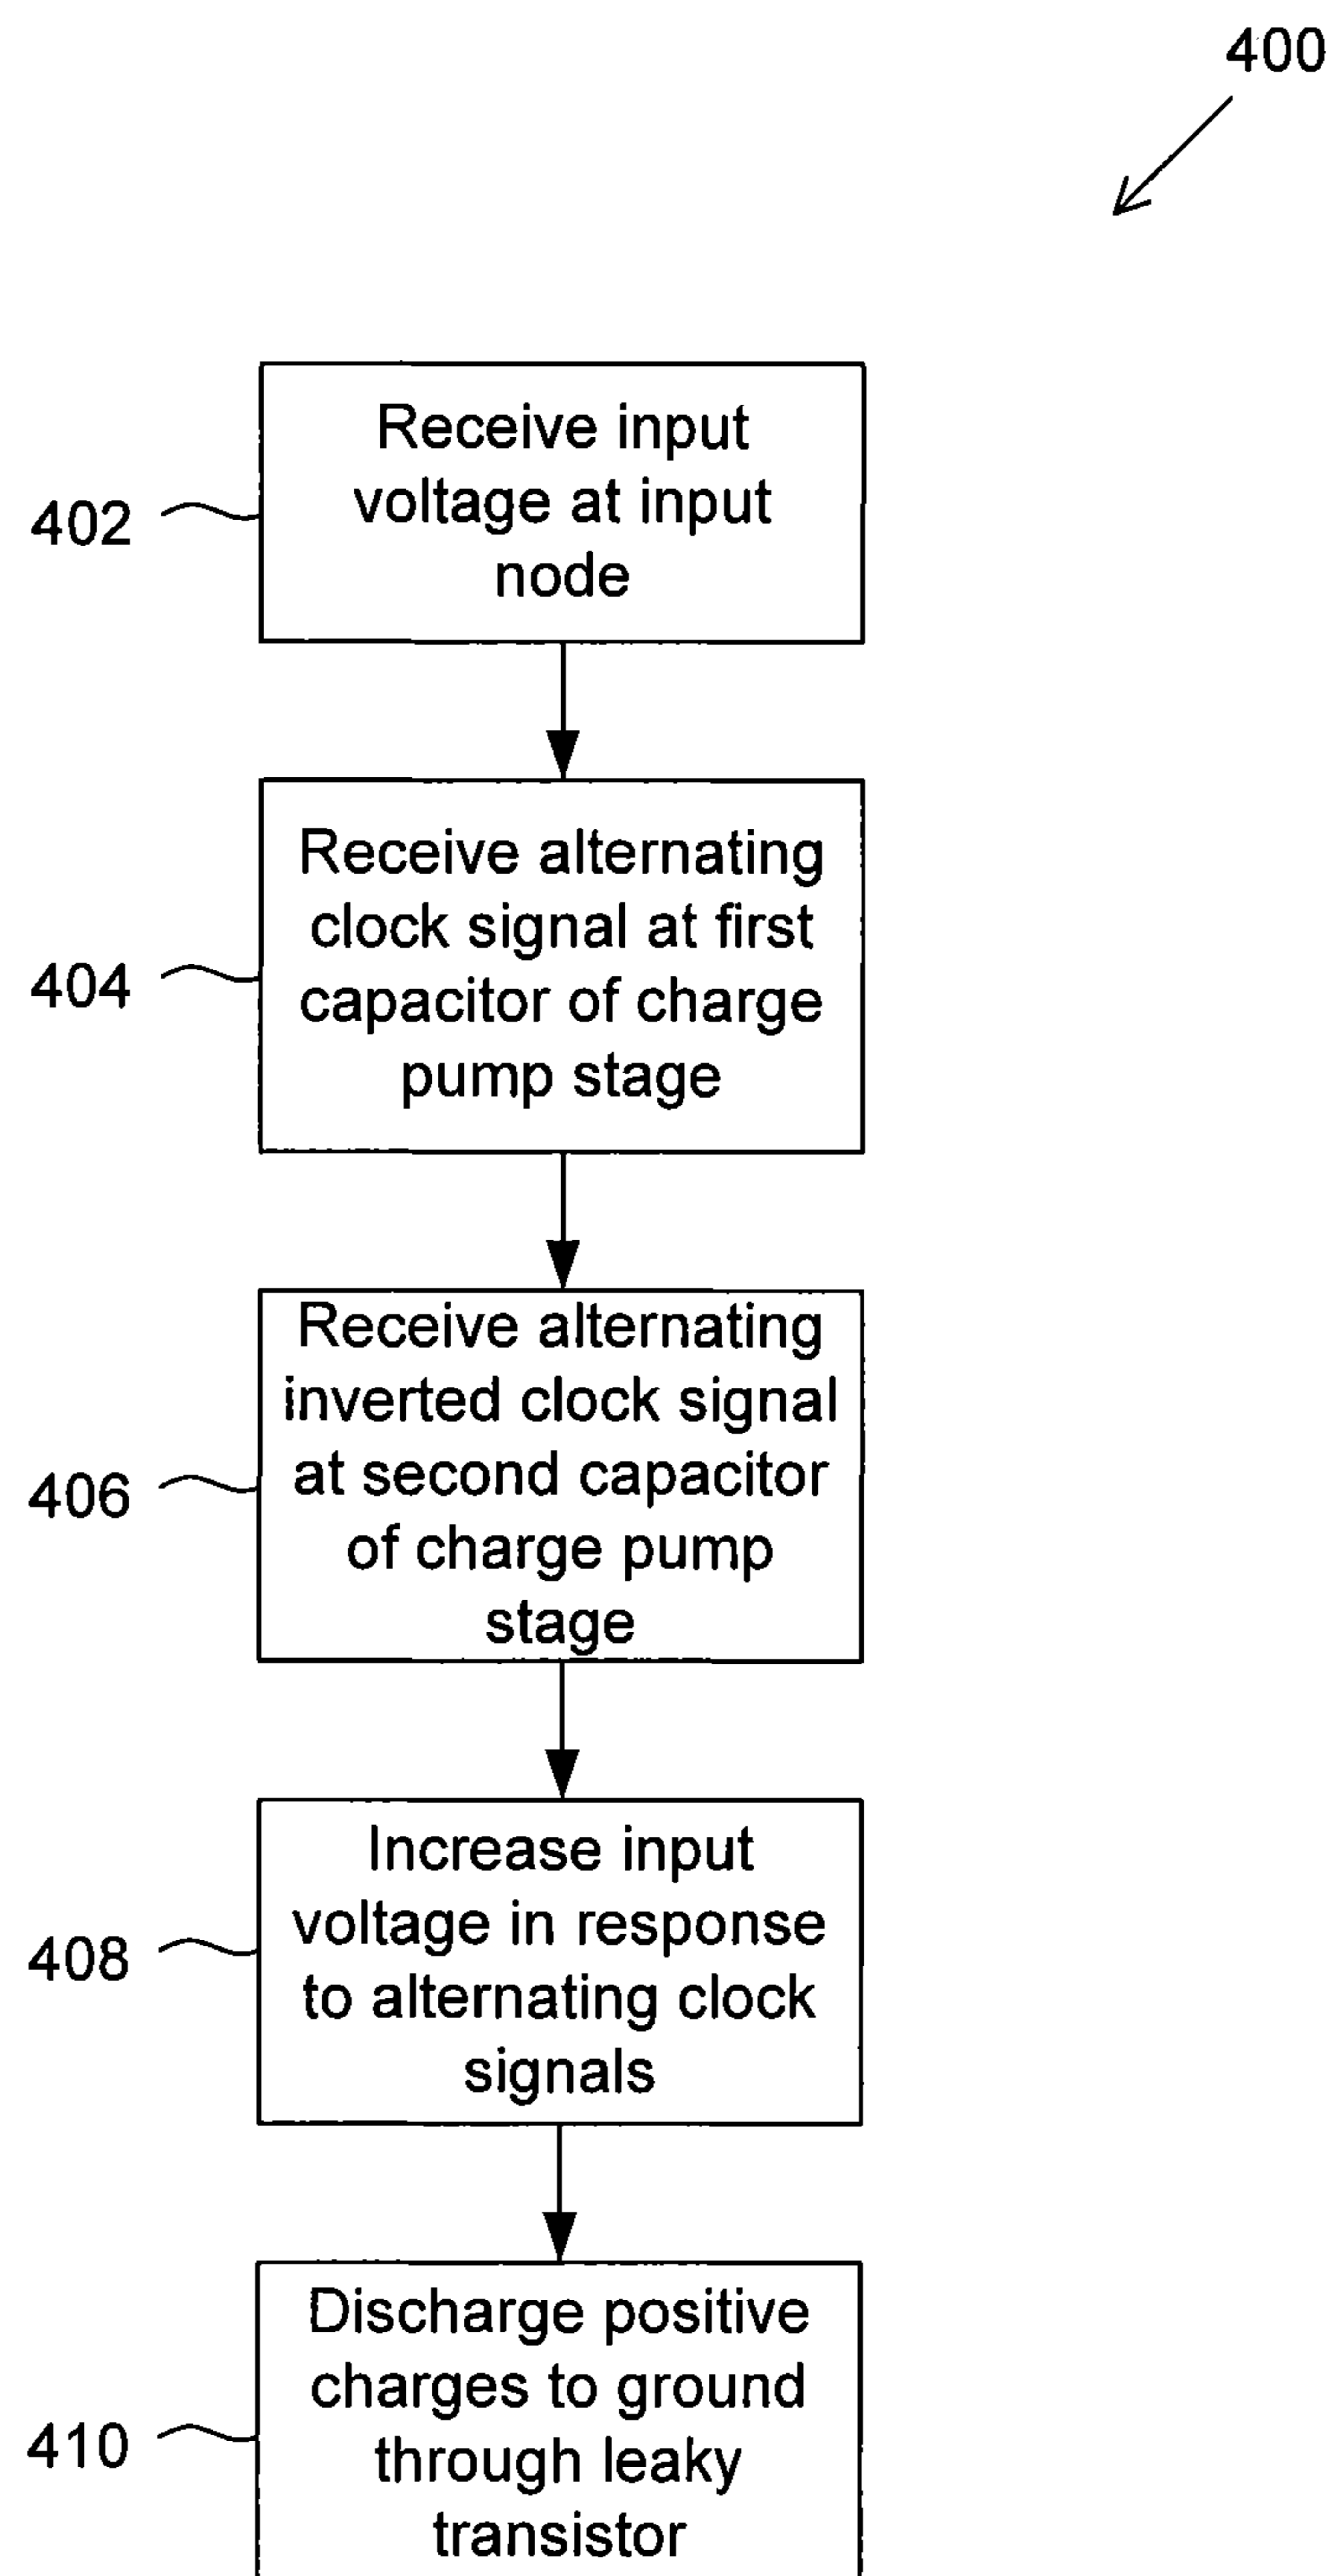 400
Receive input
voltage at input
node
402
Receive alternating
clock signal at first
capacitor of charge
pump stage
404
Receive alternating
inverted clock signal
at second capacitor
of charge pump
stage
406
Increase input
voltage in response
to alternating clock
signals
408
Discharge positive
charges to ground
through leaky
transistor
410